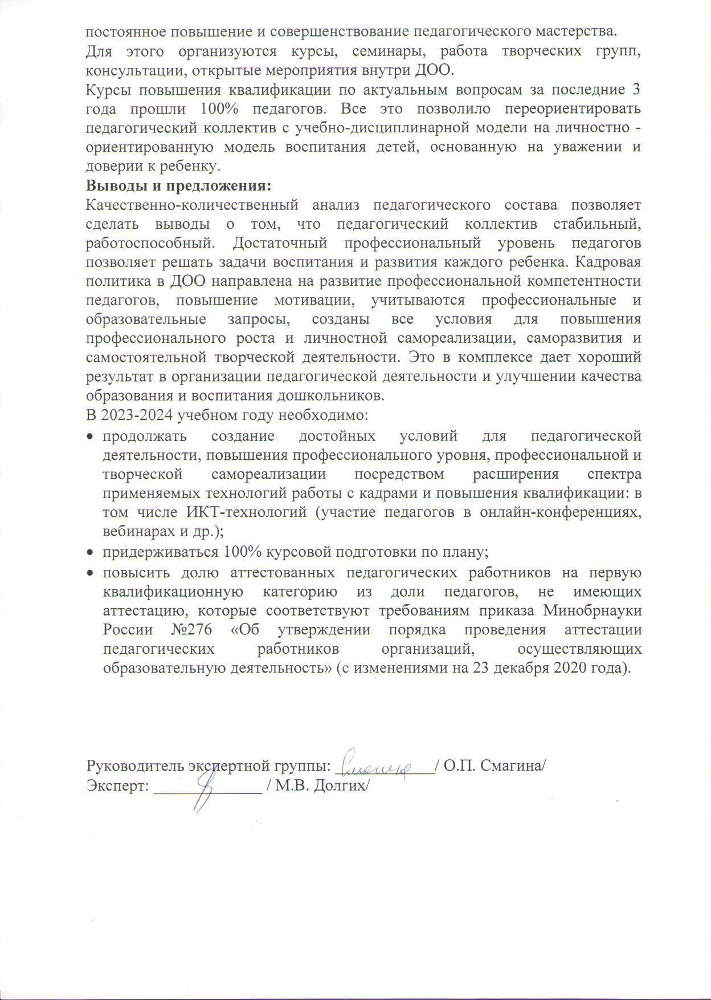 постоянное повышение и совершенствование педагогического мастерства.
Для этого организуются курсы, семинары, работа творческих групп,
консультации, открытые мероприятия внутри ДОО.
Курсы повышения квалификации по актуальным вопросам за последние 3
года прошли 100% педагогов. Все это позволило переориентировать
педагогический коллектив с учебно-дисциплинарной модели на личностно -
ориентированную модель воспитания детей, основанную на уважении и
доверии к ребенку.
Выводы и предложения:
Качественно-количественный анализ педагогического состава позволяет
сделать выводы о том, что педагогический коллектив стабильный,
работоспособный. Достаточный профессиональный уровень педагогов
позволяет решать задачи воспитания и развития каждого ребенка. Кадровая
политика в ДОО направлена на развитие профессиональной компетентности
педагогов, повышение мотивации, учитываются профессиональные и
образовательные запросы, созданы все условия для повышения
профессионального роста и личностной самореализации, саморазвития и
самостоятельной творческой деятельности. Это в комплексе дает хороший
результат в организации педагогической деятельности и улучшении качества
образования и воспитания дошкольников.
В 2023-2024 учебном году необходимо:
• продолжать создание достойных условий для педагогической
деятельности, повышения профессионального уровня, профессиональной и
творческой самореализации посредством расширения спектра
применяемых технологий работы с кадрами и повышения квалификации: в
том числе ИКТ-технологий (участие педагогов в онлайн-конференциях,
вебинарах и др.);
• придерживаться 100% курсовой подготовки по плану;
• повысить долю аттестованных педагогических работников на первую
квалификационную категорию из доли педагогов, не имеющих
аттестацию, которые соответствуют требованиям приказа Минобрнауки
России №276 «Об утверждении порядка проведения аттестации
педагогических работников организаций, осуществляющих
образовательную деятельность» (с изменениями на 23 декабря 2020 года).
Руководитель экспертной группы: ____________/ О.П. Смагина/
Эксперт: _____________ / М.В. Долгих/